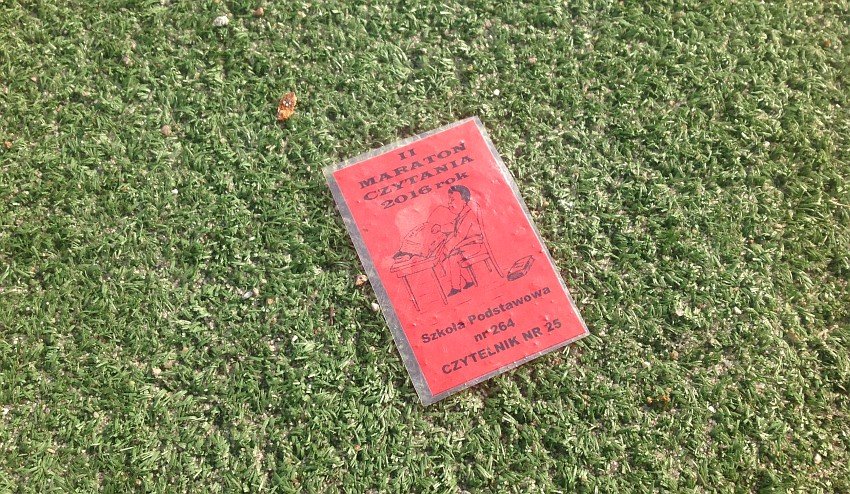 II
MARATON
CZYTANIA
2016 rok
Szkoła Podstawowa
nr 264
CZYTELNIK NR 25